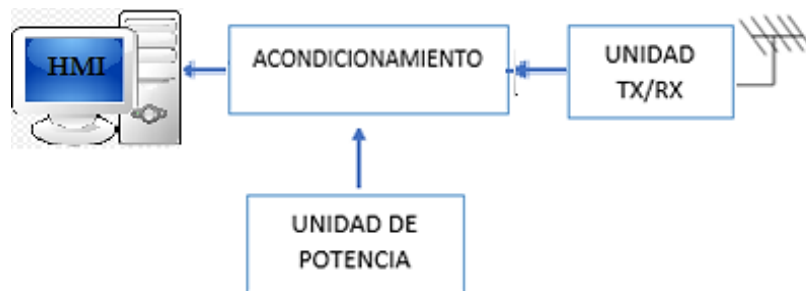 HMI
ACONDICIONAMIENTO
UNIDAD
TX/RX
UNIDAD DE
POTENCIA